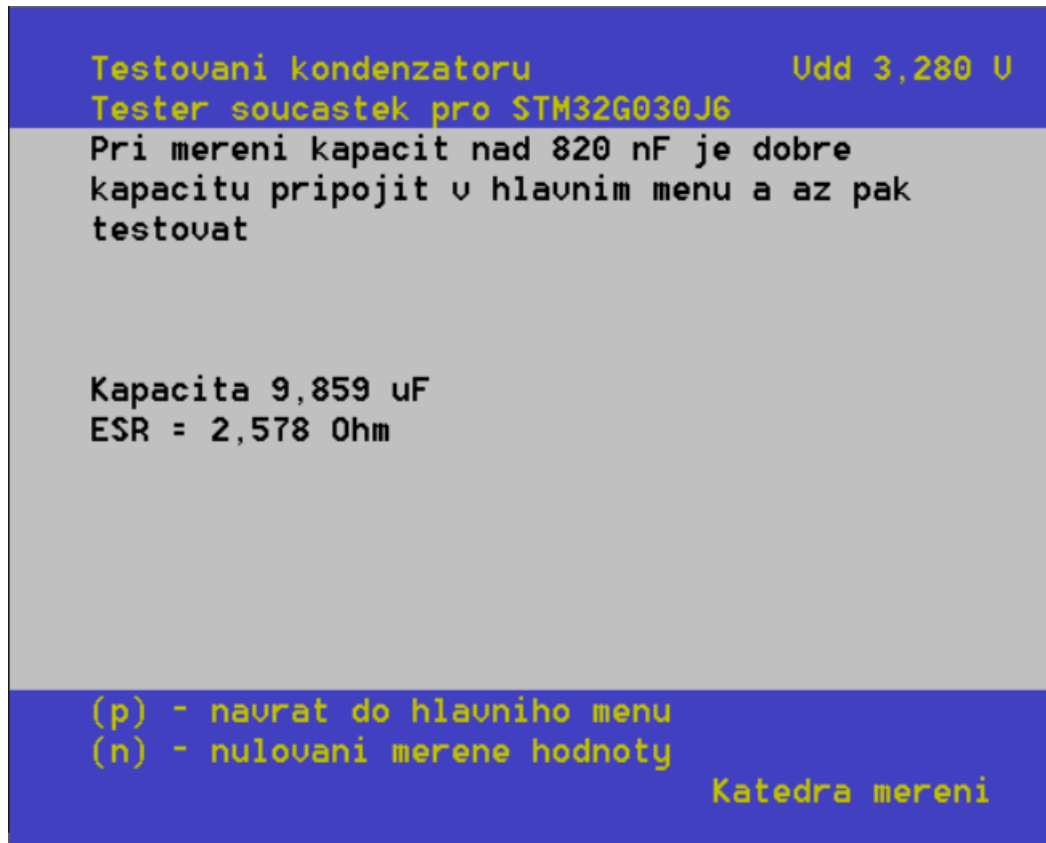 Testovani kondenzatoru Vdd 3,280 V
Tester soucastek pro STM32G030J6
Pri mereni kapacit nad 820 nF je dobre
kapacitu pripojit v hlavnim menu a az pak
testovat
Kapacita 9,859 uF
ESR = 2,578 Ohm
(p) - navrat do hlavniho menu
(n) - nulovani merene hodnoty
Katedra mereni